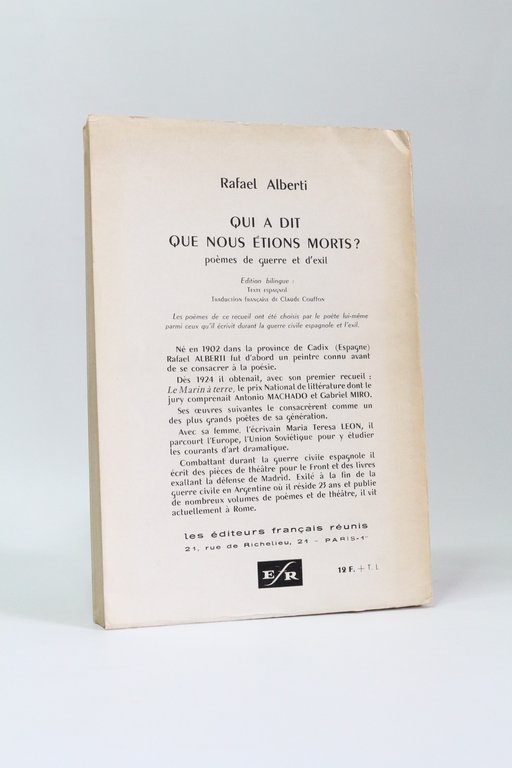 Rafael Alberti
QUI A DIT
QUE NOUS ÉTIONS MORTS ?
poèmes de guerre et d'exil
Edition bilingue :
Texte espagnol
Traduction française de Claude Couffon
Les poèmes de ce recueil ont été choisis par le poète lui-même
parmi ceux qu'il écrivit durant la guerre civile espagnole et l'exil.
Né en 1902 dans la province de Cadix (Espagne)
Rafael ALBERTI fut d'abord un peintre connu avant
de se consacrer à la poésie.
Dès 1924 il obtenait, avec son premier recueil :
Le Marin à terre, le prix National de littérature dont le
jury comprenait Antonio MACHADO et Gabriel MIRO.
Ses œuvres suivantes le consacrèrent comme un
des plus grands poètes de sa génération.
Avec sa femme, l'écrivain Maria Teresa LEON, il
parcourt l'Europe, l'Union Soviétique pour y étudier
les courants d'art dramatique.
Combattant durant la guerre civile espagnole il
écrit des pièces de théâtre pour le Front et des livres
exaltant la défense de Madrid. Exilé à la fin de la
guerre civile en Argentine où il réside 23 ans et publie
de nombreux volumes de poèmes et de théâtre, il vit
actuellement à Rome.
les éditeurs français réunis
21, rue de Richelieu, 21 - PARIS-1er
EfR
12 F. + T. L.